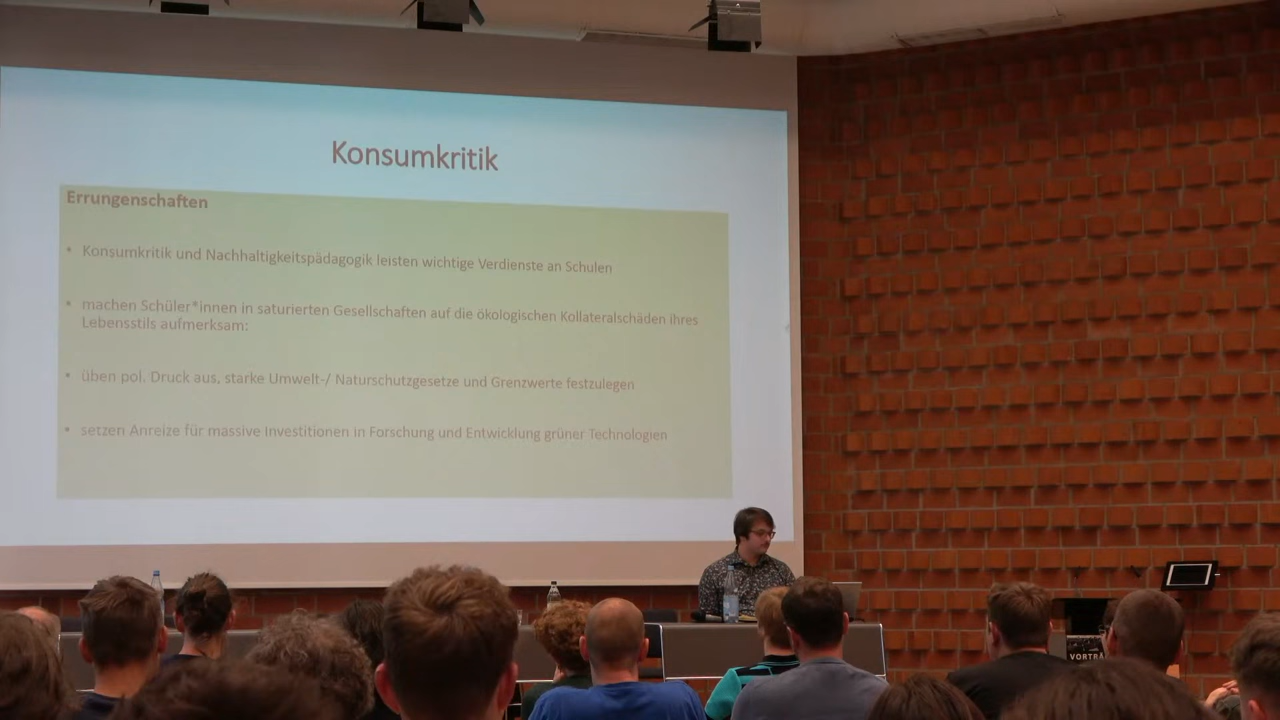 Konsumkritik
Errungenschaften
• Konsumkritik und Nachhaltigkeitspädagogik leisten wichtige Verdienste an Schulen
• machen Schüler*innen in saturierten Gesellschaften auf die ökologischen Kollateralschäden ihres
Lebensstils aufmerksam:
• üben pol. Druck aus, starke Umwelt-/ Naturschutzgesetze und Grenzwerte festzulegen
• setzen Anreize für massive Investitionen in Forschung und Entwicklung grüner Technologien